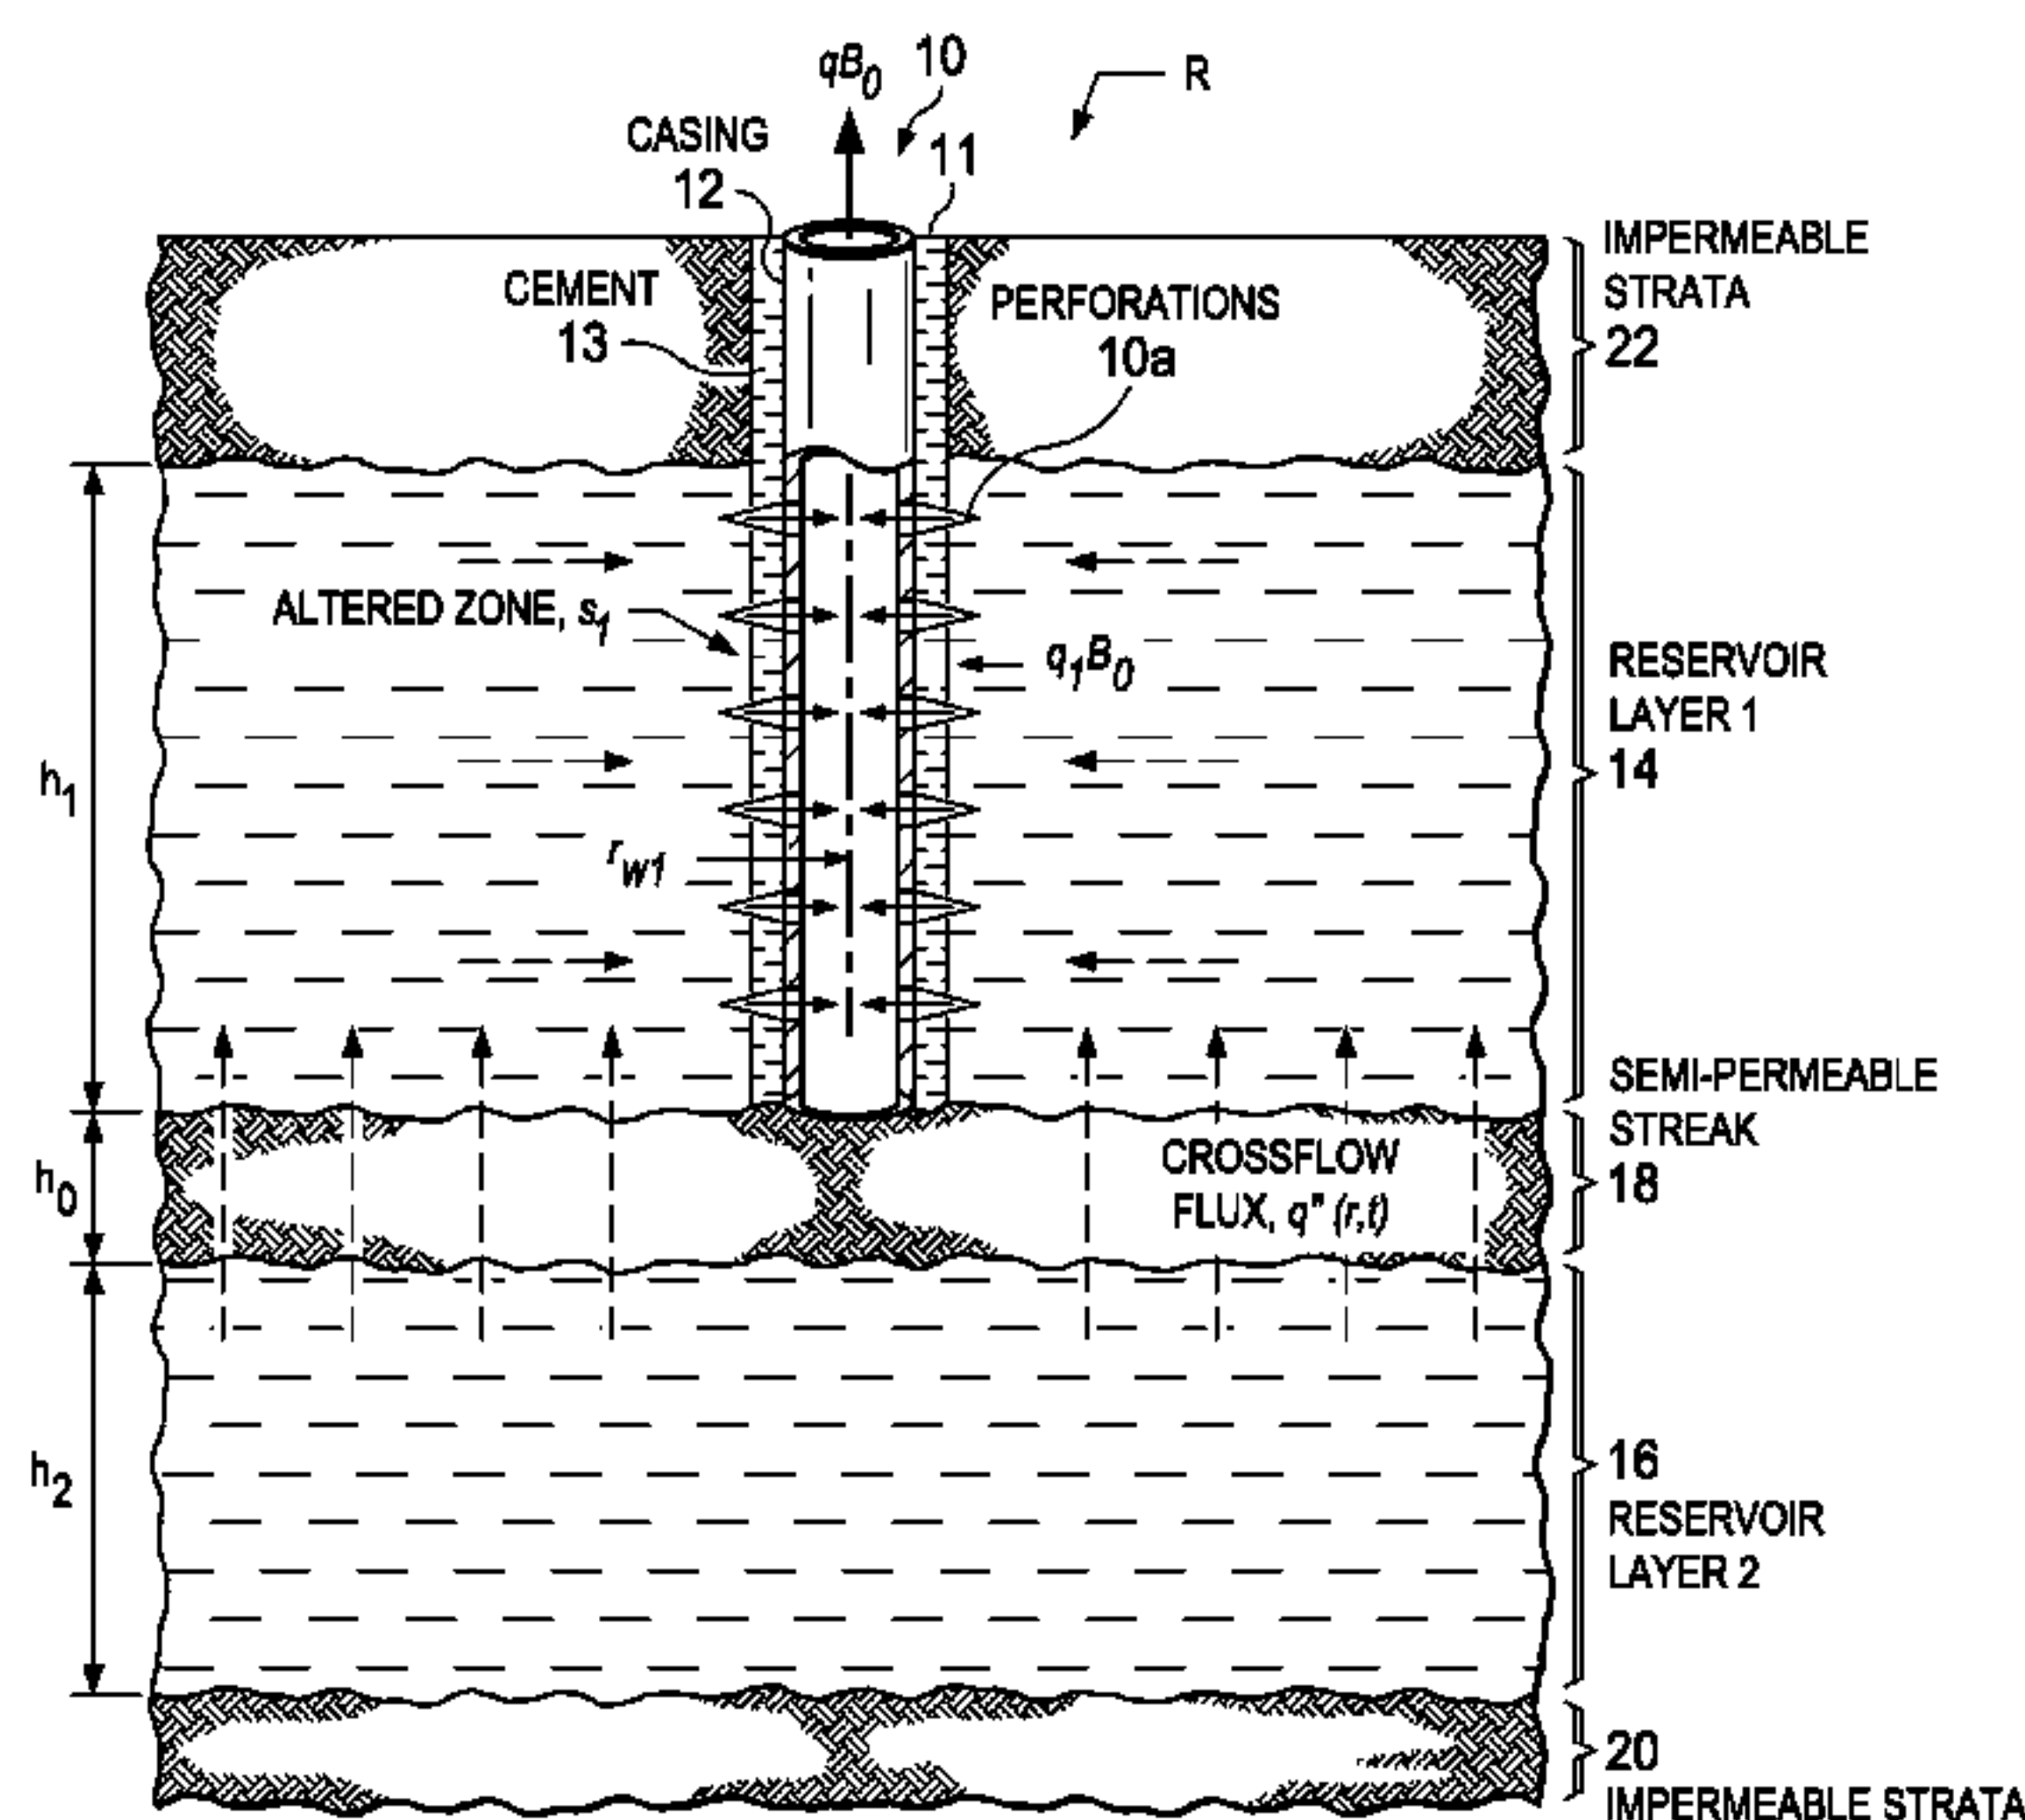 qB0 10
R
CASING
12
11
IMPERMEABLE
STRATA
22
CEMENT
13
PERFORATIONS
10a
ALTERED ZONE, s1
q1B0
RESERVOIR
LAYER 1
14
h1
rw1
SEMI-PERMEABLE
STREAK
18
CROSSFLOW
FLUX, q" (r,t)
h0
16
RESERVOIR
LAYER 2
h2
20
IMPERMEABLE STRATA